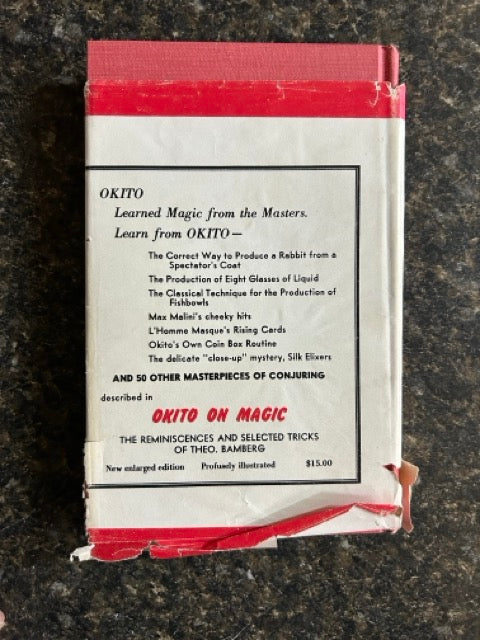 OKITO
Learned Magic from the Masters.
Learn from OKITO—
The Correct Way to Produce a Rabbit from a
Spectator's Coat
The Production of Eight Glasses of Liquid
The Classical Technique for the Production of
Fishbowls
Max Malini's cheeky hits
L'Homme Masque's Rising Cards
Okito's Own Coin Box Routine
The delicate "close-up" mystery, Silk Elixers
AND 50 OTHER MASTERPIECES OF CONJURING
described in
OKITO ON MAGIC
THE REMINISCENCES AND SELECTED TRICKS
OF THEO. BAMBERG
New enlarged edition Profusely illustrated $15.00